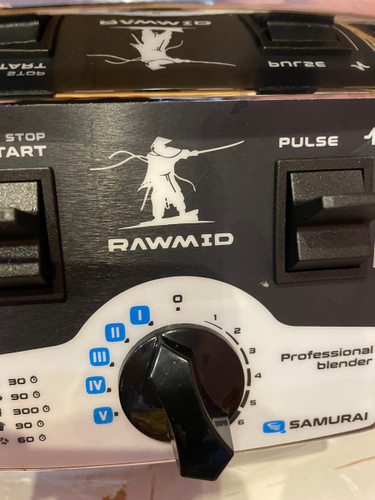 STOP
TART
RAWMID
PULSE
0
I
II
III
IV
V
1
2
3
4
5
6
30
90
300
90
60
Professional
blender
SAMURAI